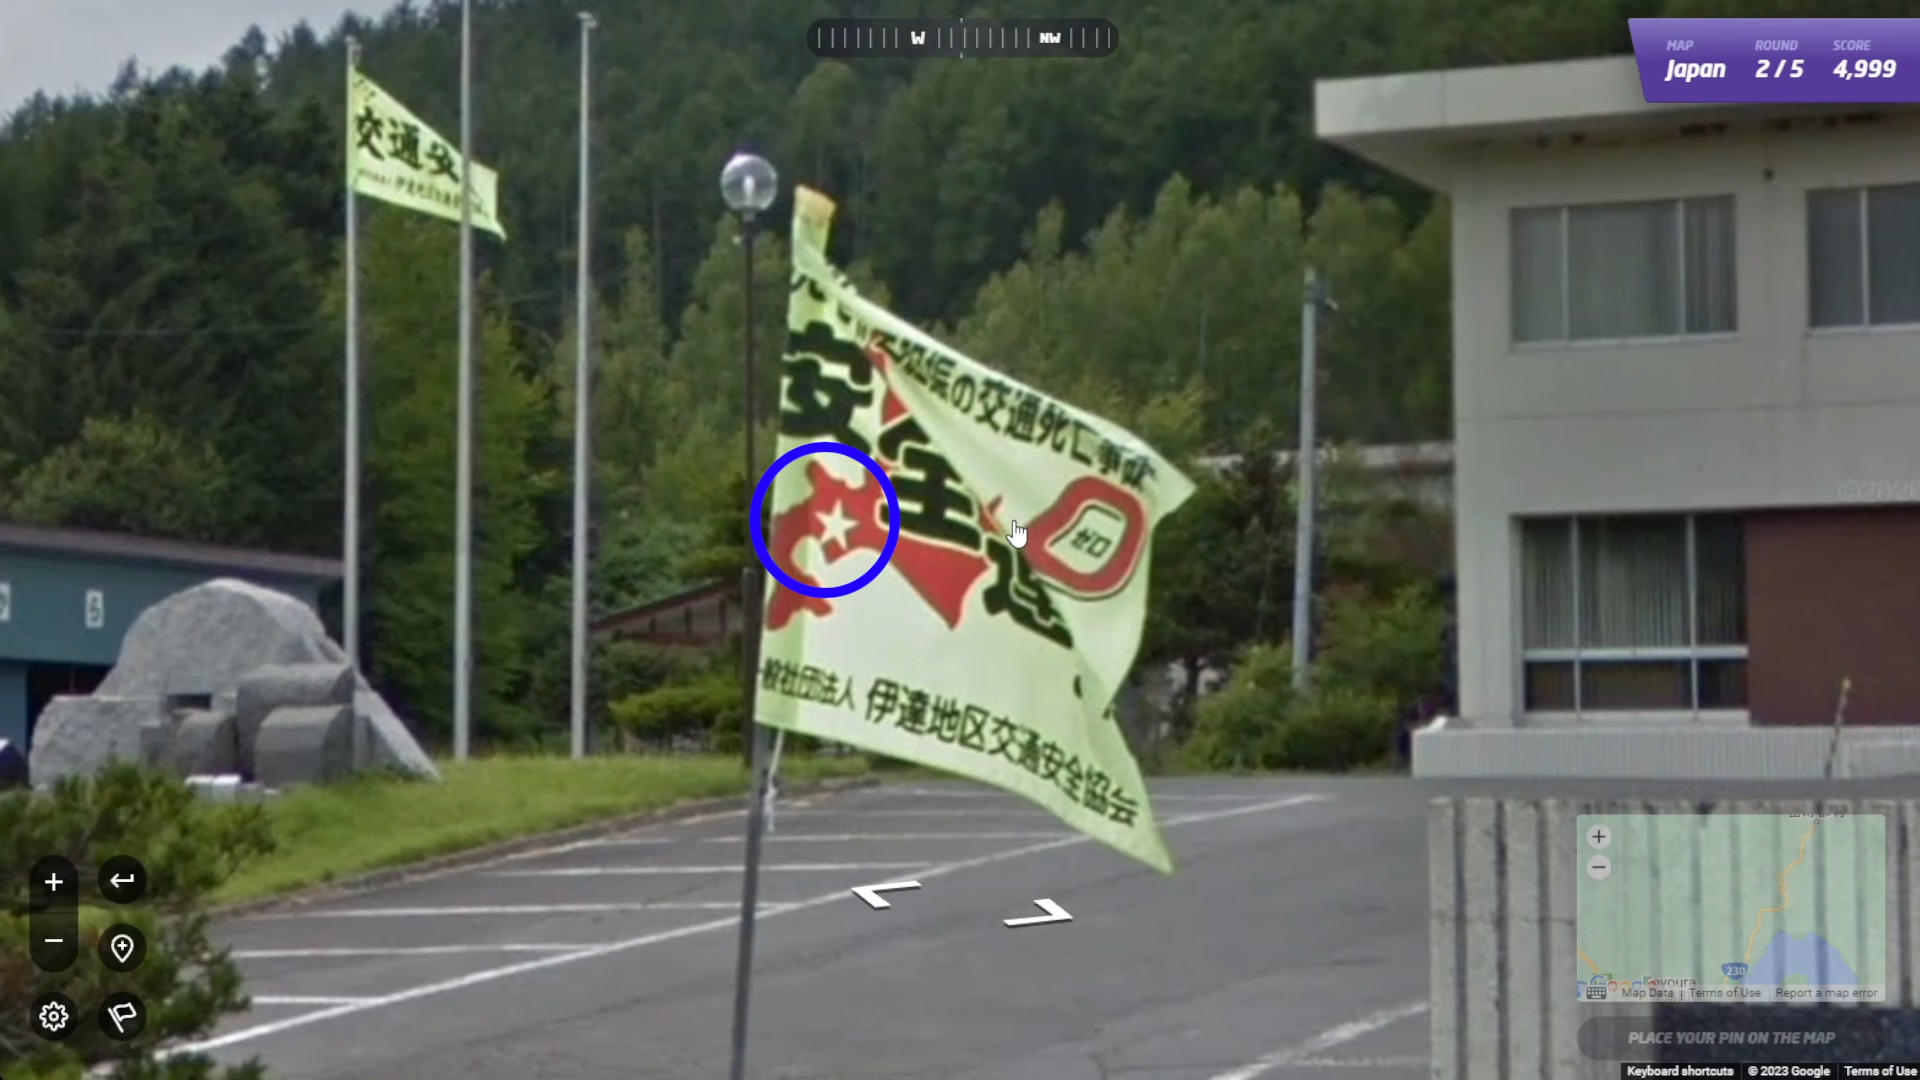 W
NW
MAP
Japan
ROUND
2 / 5
SCORE
4,999
交通安
の交通死亡事故
安全運
ゼロ
一般社団法人 伊達地区交通安全協会
230
Toyoura
Map Data
Terms of Use
Report a map error
PLACE YOUR PIN ON THE MAP
Keyboard shortcuts
© 2023 Google
Terms of Use